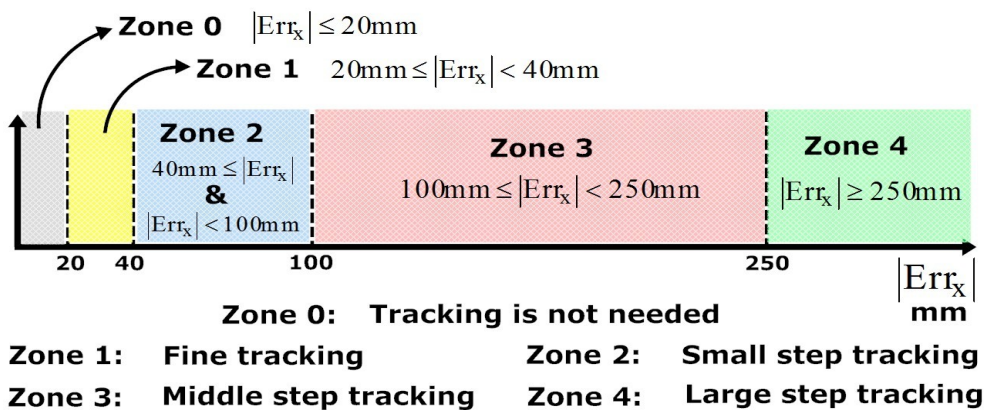 Zone 0 |Errₓ| ≤ 20mm
Zone 1 20mm ≤ |Errₓ| < 40mm
Zone 2
40mm ≤ |Errₓ|
&
|Errₓ| < 100mm
Zone 3
100mm ≤ |Errₓ| < 250mm
Zone 4
|Errₓ| ≥ 250mm
20 40 100 250
|Errₓ|
mm
Zone 0: Tracking is not needed
Zone 1: Fine tracking Zone 2: Small step tracking
Zone 3: Middle step tracking Zone 4: Large step tracking